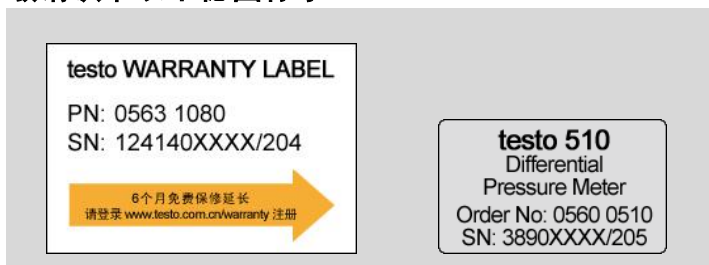 testo WARRANTY LABEL
PN: 0563 1080
SN: 124140XXXX/204
6个月免费保修延长
请登录 www.testo.com.cn/warranty 注册
testo 510
Differential
Pressure Meter
Order No: 0560 0510
SN: 3890XXXX/205